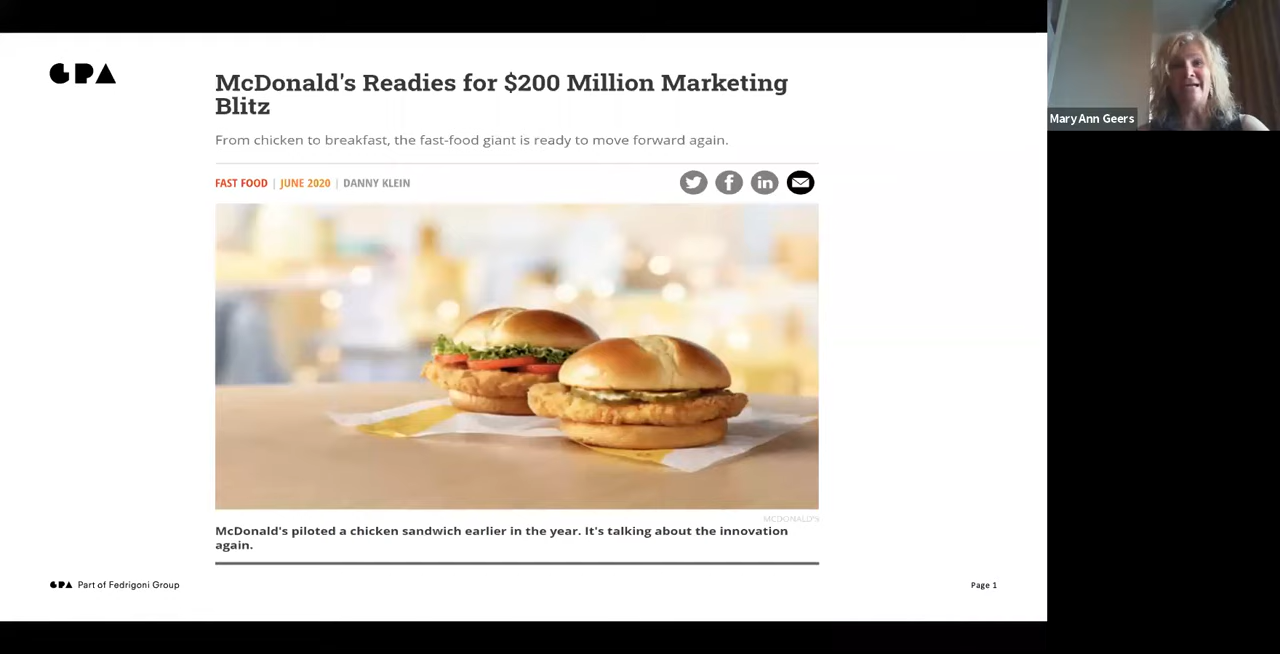 GPA
McDonald's Readies for $200 Million Marketing
Blitz
From chicken to breakfast, the fast-food giant is ready to move forward again.
FAST FOOD | JUNE 2020 | DANNY KLEIN
MCDONALD'S
McDonald's piloted a chicken sandwich earlier in the year. It's talking about the innovation
again.
GPA Part of Fedrigoni Group
Page 1
Mary Ann Geers